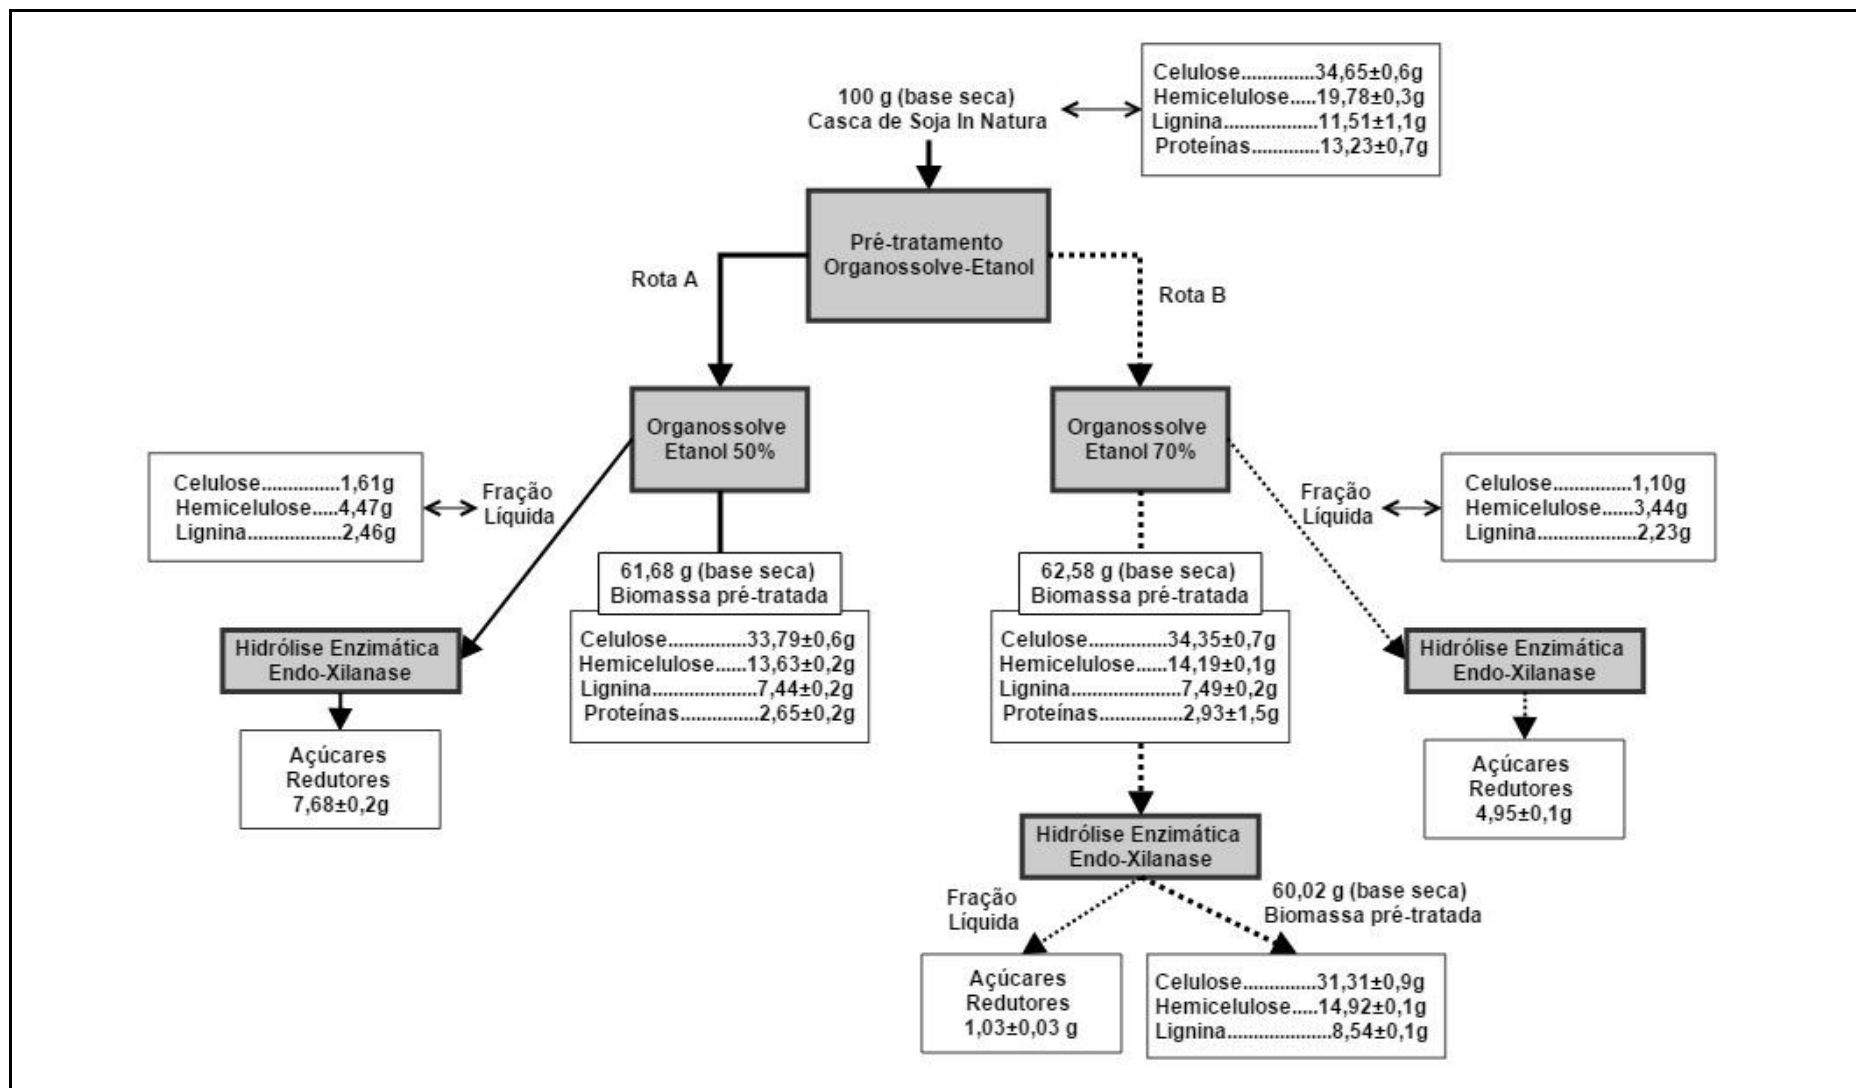 100 g (base seca)
Casca de Soja In Natura
Celulose..............34,65±0,6g
Hemicelulose.....19,78±0,3g
Lignina..................11,51±1,1g
Proteínas.............13,23±0,7g
Pré-tratamento
Organossolve-Etanol
Rota A
Rota B
Organossolve
Etanol 50%
Organossolve
Etanol 70%
Celulose...............1,61g
Hemicelulose.....4,47g
Lignina..................2,46g
Fração
Líquida
Fração
Líquida
Celulose................1,10g
Hemicelulose......3,44g
Lignina...................2,23g
61,68 g (base seca)
Biomassa pré-tratada
Celulose...............33,79±0,6g
Hemicelulose......13,63±0,2g
Lignina.....................7,44±0,2g
Proteínas...............2,65±0,2g
62,58 g (base seca)
Biomassa pré-tratada
Celulose...............34,35±0,7g
Hemicelulose......14,19±0,1g
Lignina.....................7,49±0,2g
Proteínas................2,93±1,5g
Hidrólise Enzimática
Endo-Xilanase
Hidrólise Enzimática
Endo-Xilanase
Açúcares
Redutores
7,68±0,2g
Açúcares
Redutores
4,95±0,1g
Hidrólise Enzimática
Endo-Xilanase
Fração
Líquida
60,02 g (base seca)
Biomassa pré-tratada
Açúcares
Redutores
1,03±0,03 g
Celulose..............31,31±0,9g
Hemicelulose.....14,92±0,1g
Lignina.....................8,54±0,1g